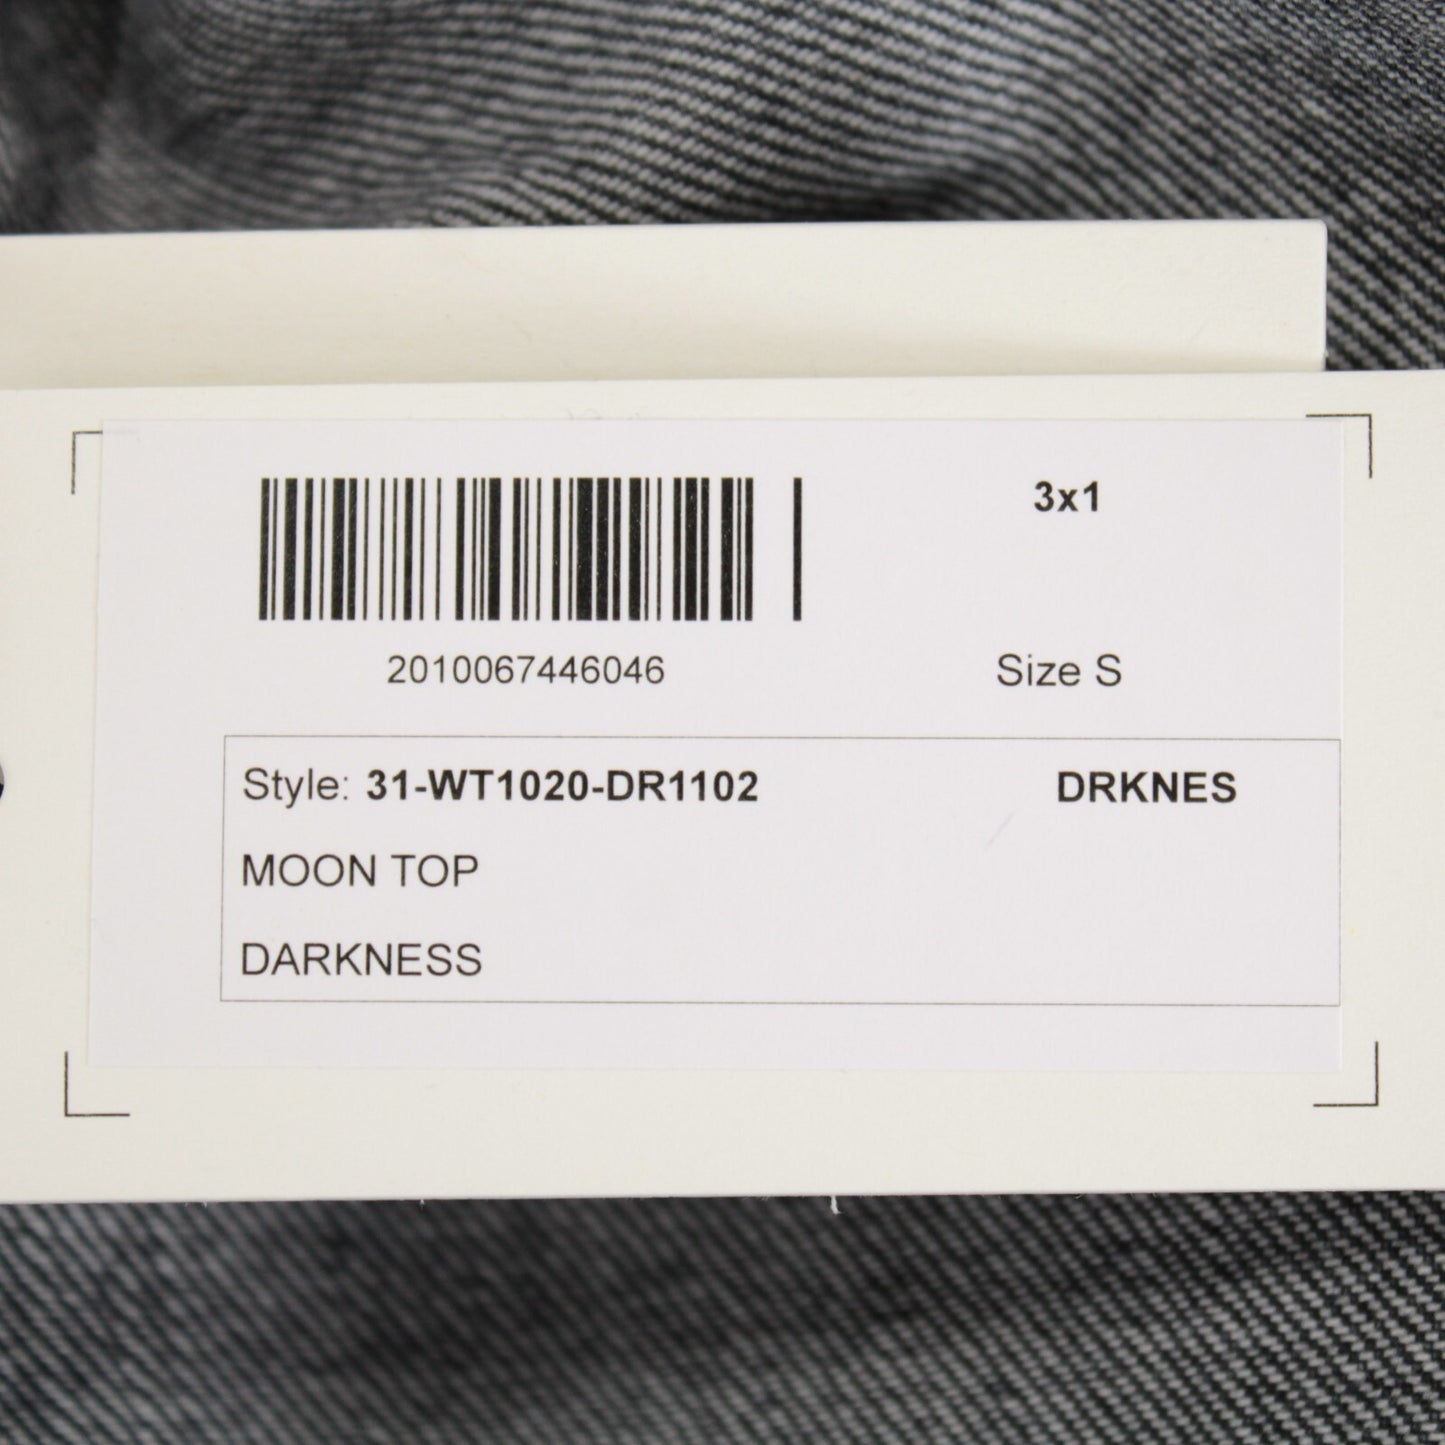 3x1
2010067446046
Size S
Style: 31-WT1020-DR1102 DRKNES
MOON TOP
DARKNESS